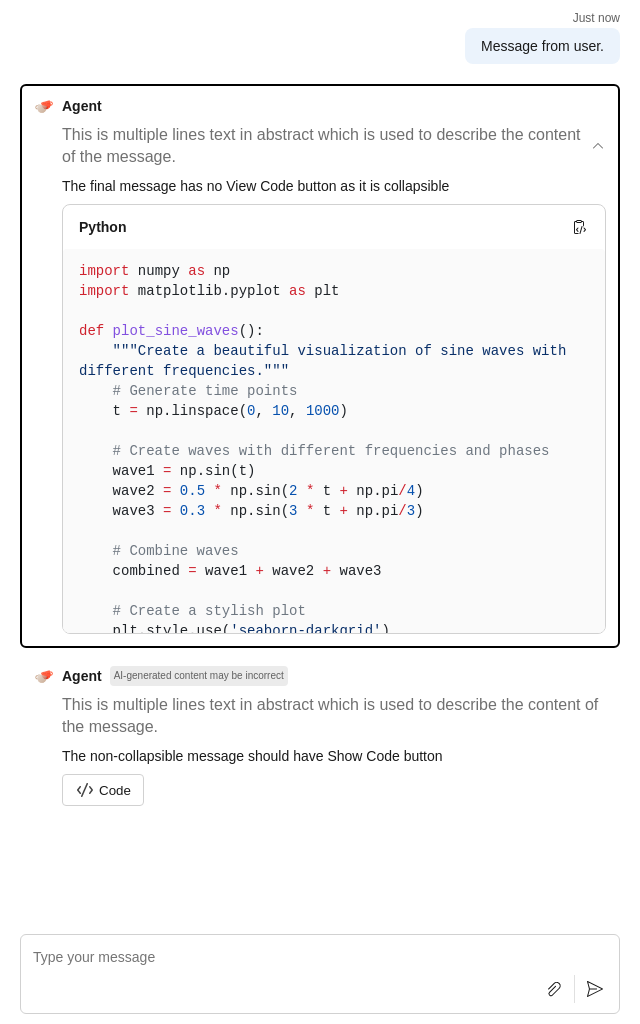 Just now
Message from user.
Agent
This is multiple lines text in abstract which is used to describe the content
of the message.
The final message has no View Code button as it is collapsible
Python
import numpy as np
import matplotlib.pyplot as plt
def plot_sine_waves():
    """Create a beautiful visualization of sine waves with
different frequencies."""
    # Generate time points
    t = np.linspace(0, 10, 1000)
    # Create waves with different frequencies and phases
    wave1 = np.sin(t)
    wave2 = 0.5 * np.sin(2 * t + np.pi/4)
    wave3 = 0.3 * np.sin(3 * t + np.pi/3)
    # Combine waves
    combined = wave1 + wave2 + wave3
    # Create a stylish plot
    plt.style.use('seaborn-darkgrid')
Agent AI-generated content may be incorrect
This is multiple lines text in abstract which is used to describe the content of
the message.
The non-collapsible message should have Show Code button
Code
Type your message